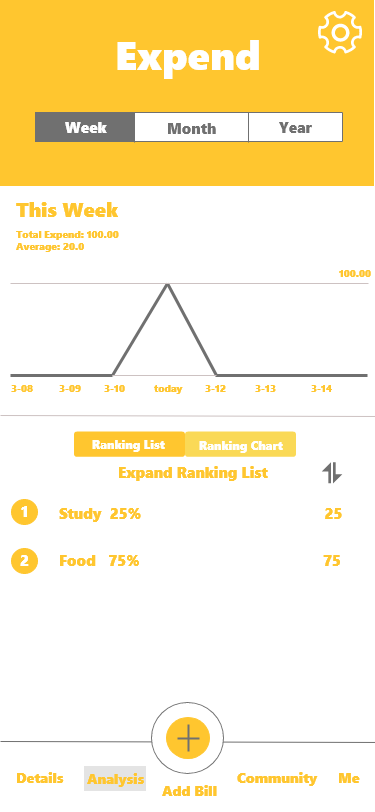 Expend
Week Month Year
This Week
Total Expend: 100.00
Average: 20.0
100.00
3-08 3-09 3-10 today 3-12 3-13 3-14
Ranking List Ranking Chart
Expand Ranking List
1 Study 25% 25
2 Food 75% 75
Details Analysis Add Bill Community Me